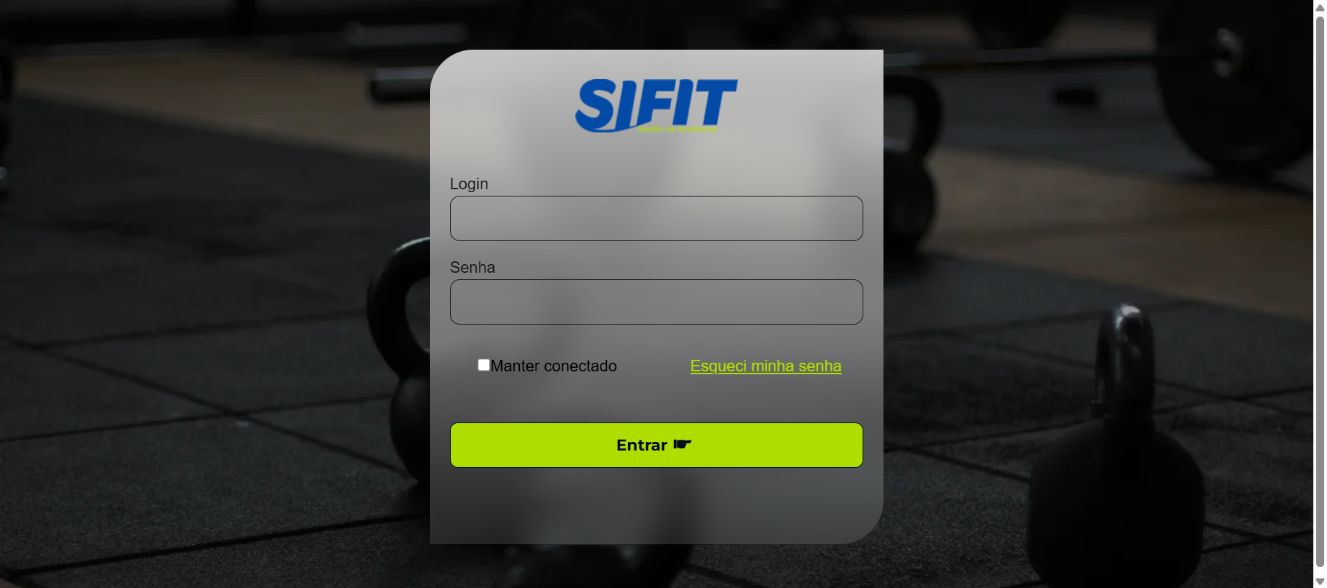 SIFIT
Login
Senha
Manter conectado
Esqueci minha senha
Entrar